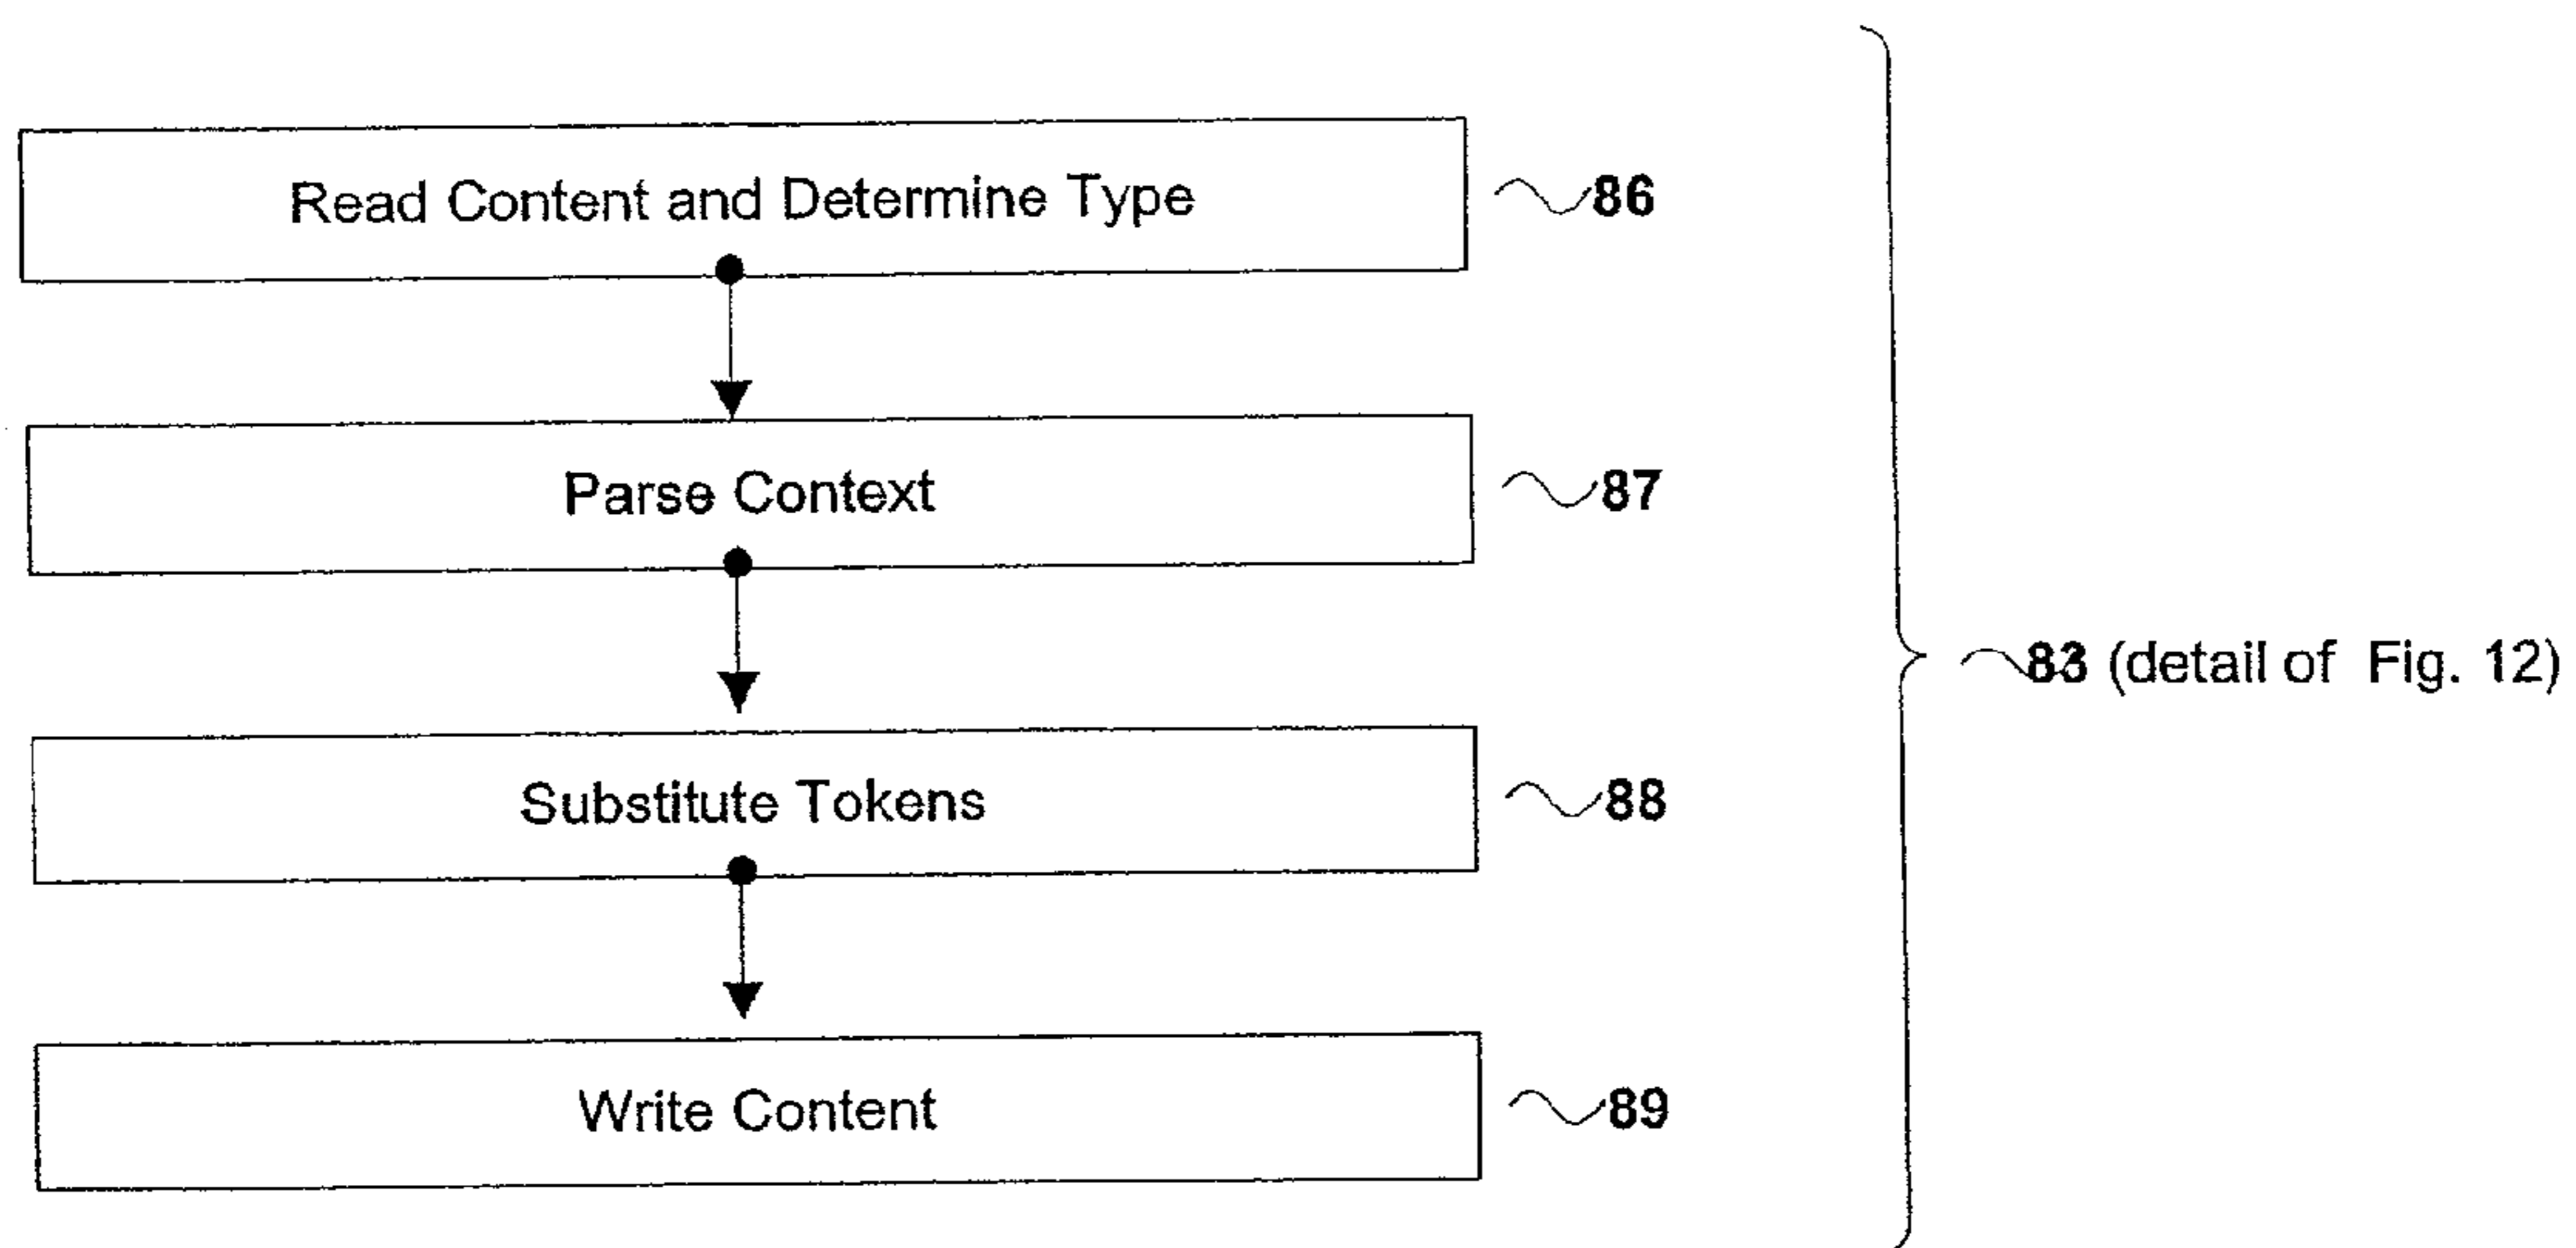 Read Content and Determine Type 86
Parse Context 87
83 (detail of Fig. 12)
Substitute Tokens 88
Write Content 89